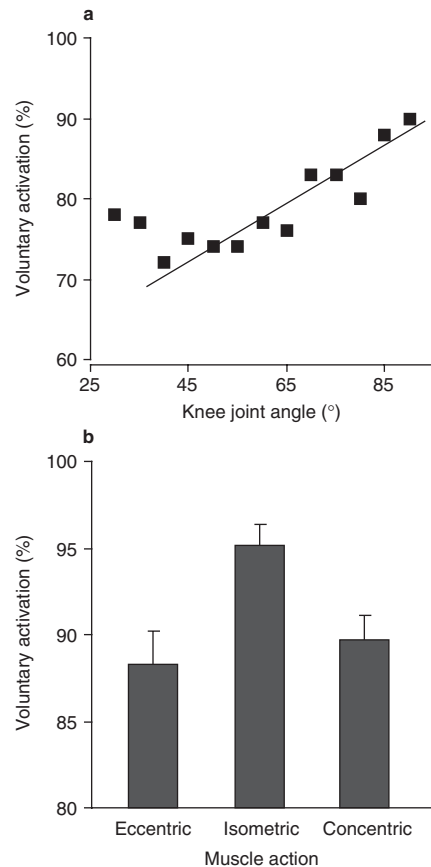 a
100
90
80
70
60
Voluntary activation (%)
25 45 65 85
Knee joint angle (°)
b
100
95
90
85
80
Voluntary activation (%)
Eccentric Isometric Concentric
Muscle action